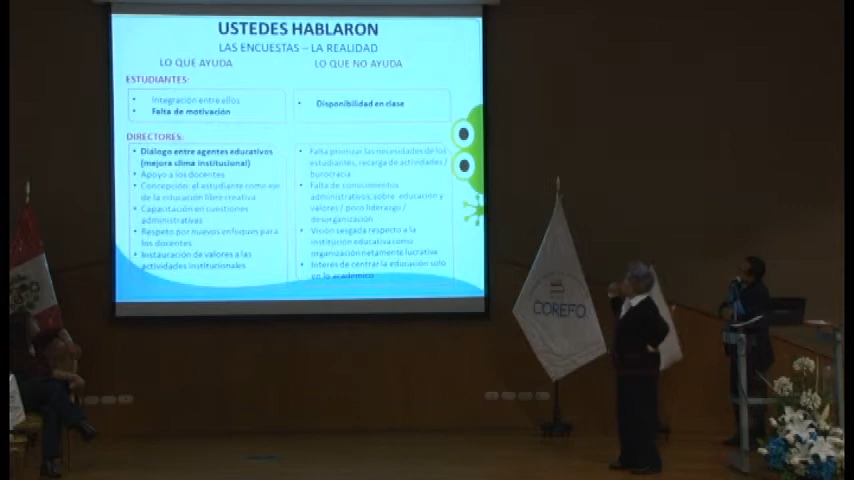 USTEDES HABLARON
LAS ENCUESTAS – LA REALIDAD
LO QUE AYUDA
LO QUE NO AYUDA
ESTUDIANTES:
• Integración entre ellos
• Falta de motivación
• Disponibilidad en clase
DIRECTORES:
• Diálogo entre agentes educativos
(mejora clima institucional)
• Apoyo a los docentes
• Concepción: el estudiante como eje
de la educación libre creativa
• Capacitación en cuestiones
administrativas
• Respeto por nuevos enfoques para
los docentes
• Instauración de valores a las
actividades institucionales
• Falta priorizar las necesidades de los
estudiantes, recarga de actividades /
burocracia
• Falta de conocimientos
administrativos, sobre educación y
valores / poco liderazgo /
desorganización
• Visión sesgada respecto a la
institución educativa como
organización netamente lucrativa
• Interés de centrar la educación solo
en lo académico
COREFO